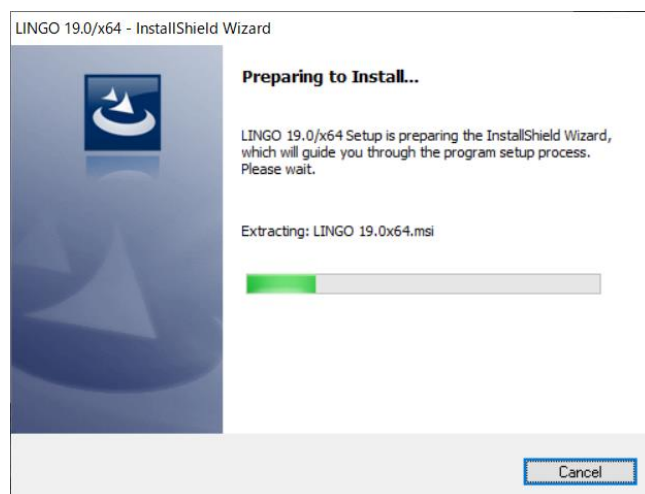 LINGO 19.0/x64 - InstallShield Wizard
Preparing to Install...
LINGO 19.0/x64 Setup is preparing the InstallShield Wizard,
which will guide you through the program setup process.
Please wait.
Extracting: LINGO 19.0x64.msi
Cancel